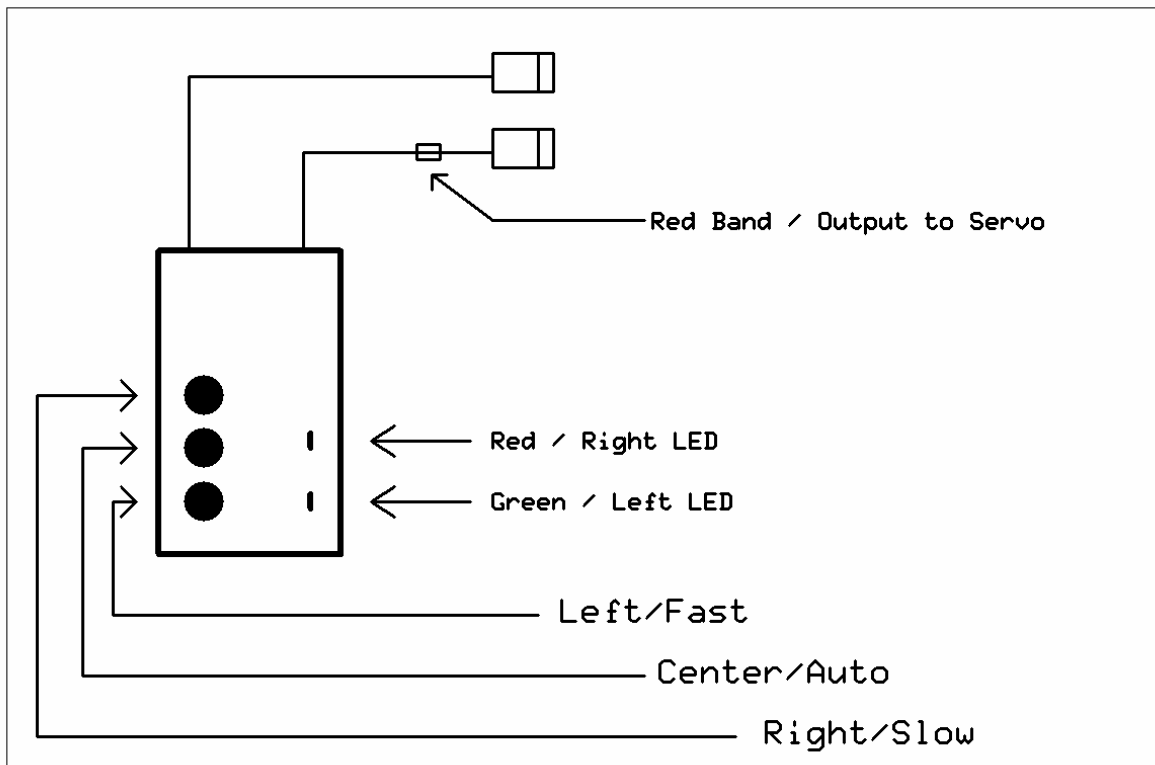 Red Band / Output to Servo
Red / Right LED
Green / Left LED
Left/Fast
Center/Auto
Right/Slow